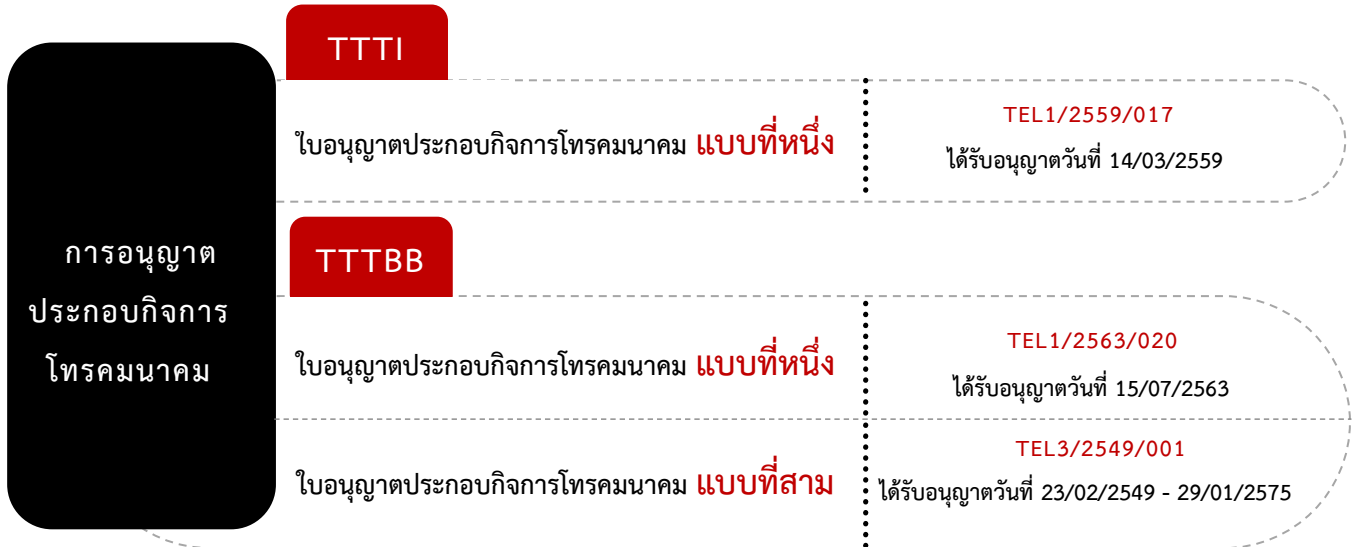 การอนุญาต
ประกอบกิจการ
โทรคมนาคม
TTTI
ใบอนุญาตประกอบกิจการโทรคมนาคม แบบที่หนึ่ง
TEL1/2559/017
ได้รับอนุญาตวันที่ 14/03/2559
TTTBB
ใบอนุญาตประกอบกิจการโทรคมนาคม แบบที่หนึ่ง
TEL1/2563/020
ได้รับอนุญาตวันที่ 15/07/2563
ใบอนุญาตประกอบกิจการโทรคมนาคม แบบที่สาม
TEL3/2549/001
ได้รับอนุญาตวันที่ 23/02/2549 - 29/01/2575